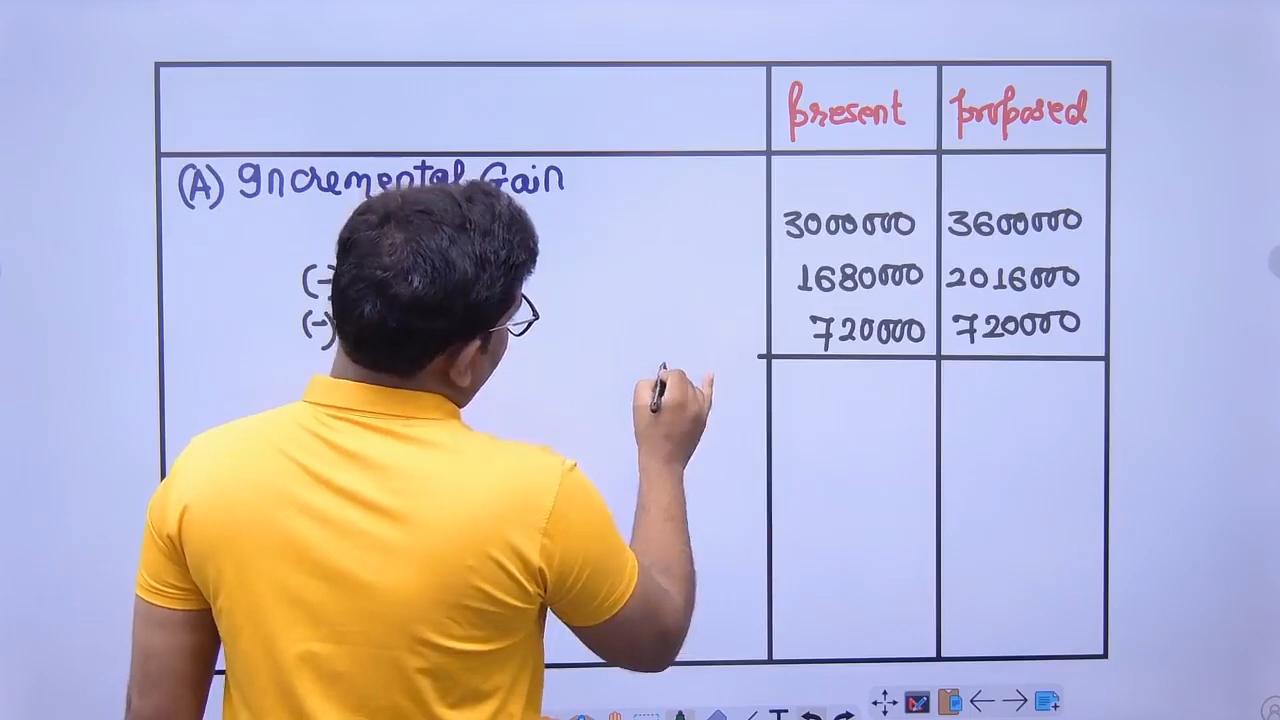 present proposed
(A) Incremental Gain
3000000 3600000
(-) 1680000 2016000
(-) 720000 720000